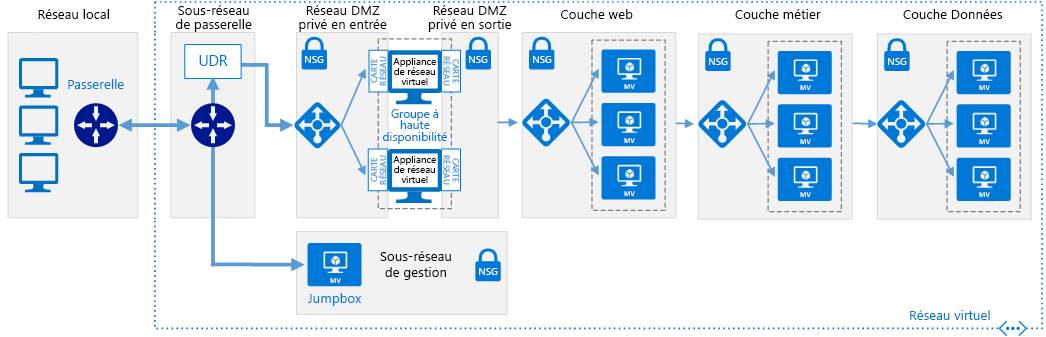 Réseau local
Sous-réseau
de passerelle
Réseau DMZ
privé en entrée
Réseau DMZ
privé en sortie
Couche web
Couche métier
Couche Données
Passerelle
UDR
NSG
CARTE
RÉSEAU
Appliance
de réseau
virtuel
CARTE
RÉSEAU
NSG
Groupe à
haute
disponibilité
CARTE
RÉSEAU
Appliance
de réseau
virtuel
CARTE
RÉSEAU
NSG
MV
MV
MV
NSG
MV
MV
MV
NSG
MV
MV
MV
MV
Jumpbox
Sous-réseau
de gestion
NSG
Réseau virtuel